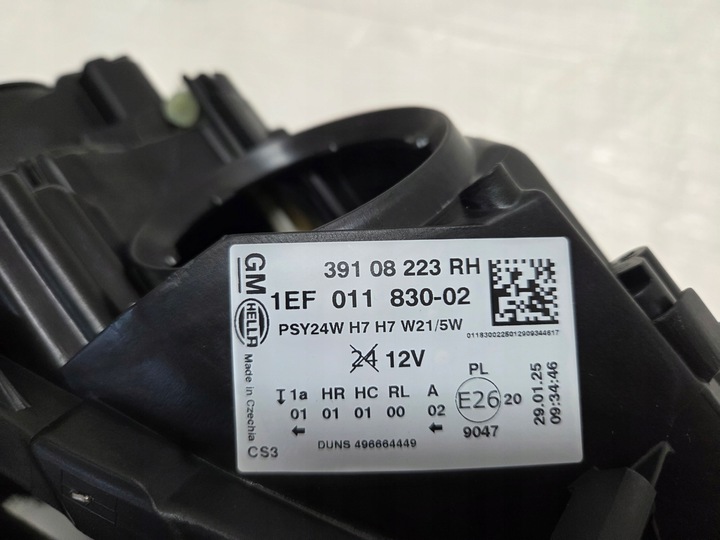 GM
HELLA
Made in Czechia
CS3
391 08 223 RH
1EF 011 830-02
PSY24W H7 H7 W21/5W
0118300225012909344617
24 12V
1a HR HC RL A
01 01 01 00 02
DUNS 496664449
PL
E26 20
9047
29.01.25
09:34:46